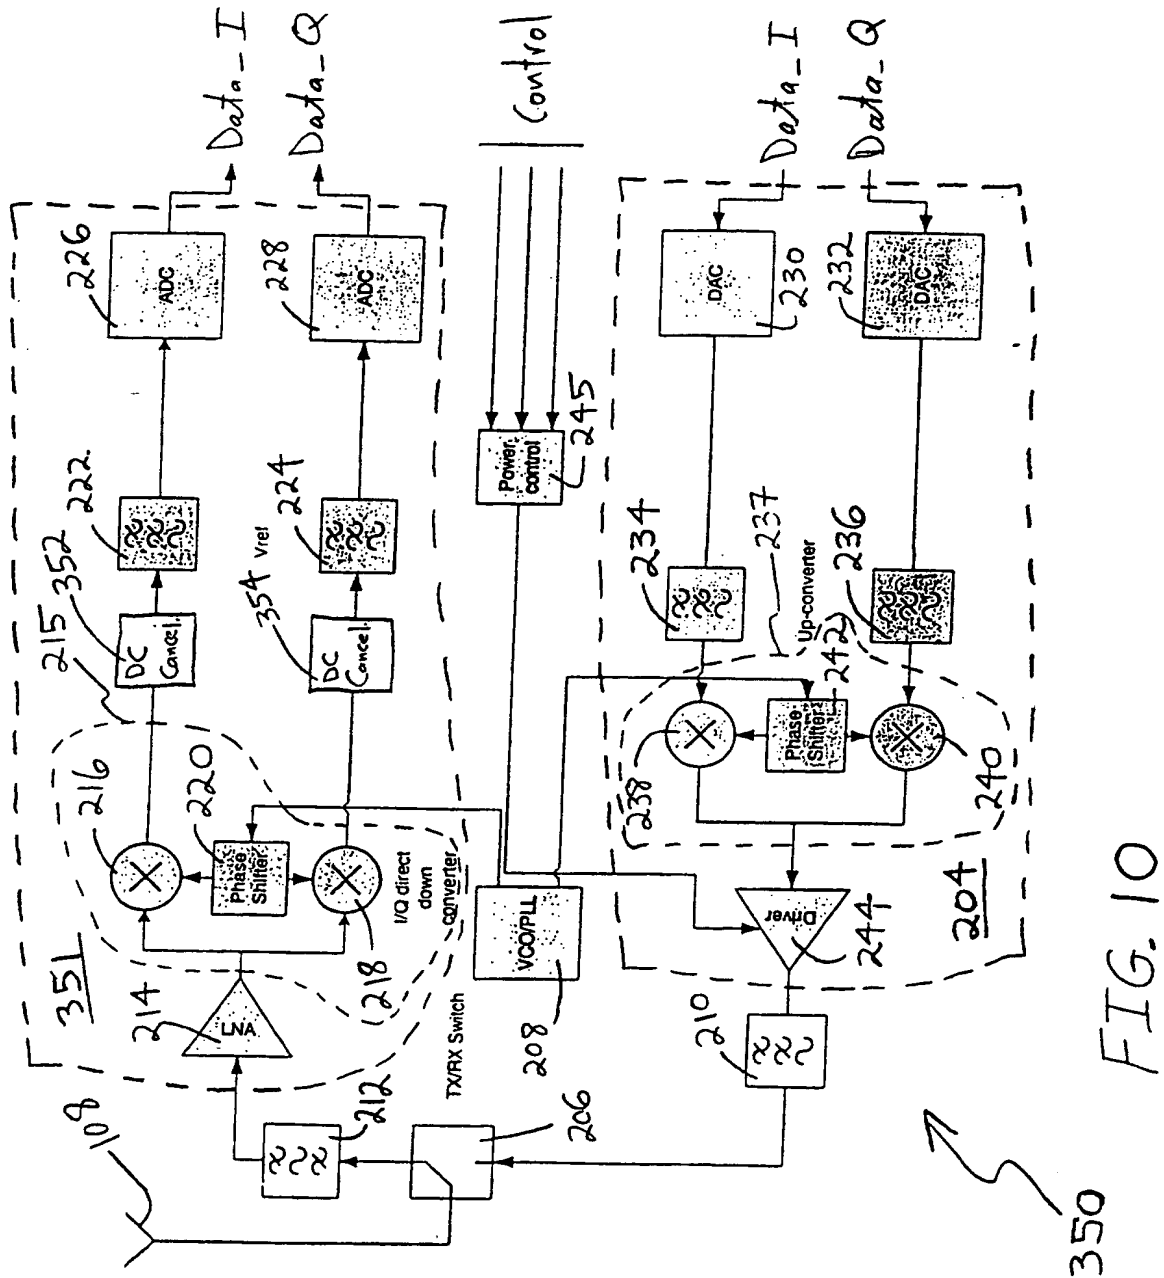 108
351
214
LNA
216
220
Phase
Shifter
218
I/Q direct
down
converter
215
352
DC
Cancel.
222
226
ADC
Data_I
354
Vref
DC
Cancel.
224
228
ADC
Data_Q
212
TX/RX Switch
206
208
VCO/PLL
Power
control
245
Control
210
244
Driver
204
238
Phase
Shifter
242
240
237
Up-converter
234
236
DAC
230
DAC
232
Data_I
Data_Q
350
FIG. 10